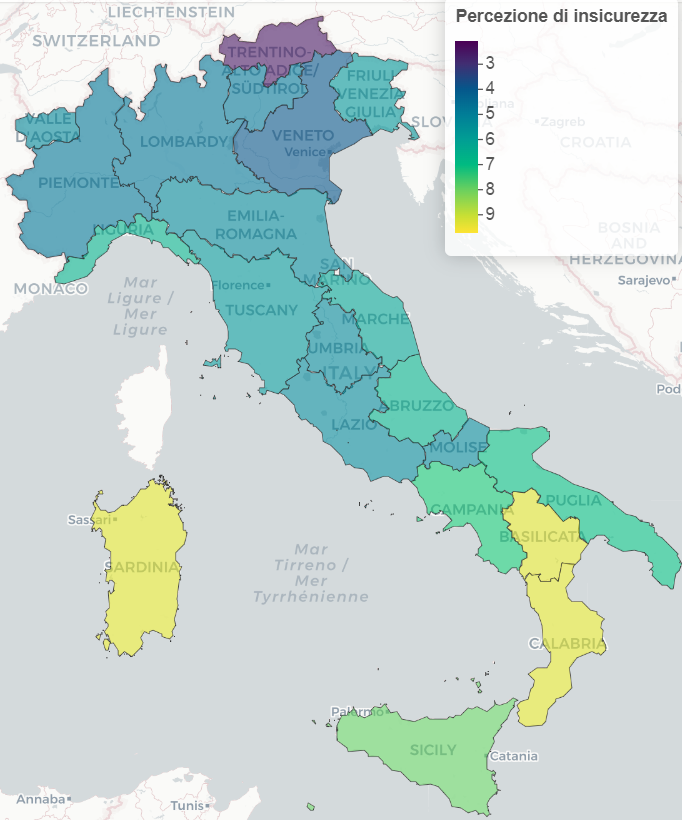 LIECHTENSTEIN
SWITZERLAND
Percezione di insicurezza
3
4
5
6
7
8
9
TRENTINO-
ALTO ADIGE/
SÜDTIROL
FRIULI
VENEZIA
GIULIA
VALLE
D'AOSTA
LOMBARDY
VENETO
Venice
SLOV
Zagreb
CROATIA
PIEMONTE
EMILIA-
ROMAGNA
LIGURIA
BOSNIA
AND
HERZEGOVINA
Sarajevo
MONACO
Mar
Ligure /
Mer
Ligure
Florence
SAN
MARINO
TUSCANY
MARCHE
UMBRIA
ITALY
Pod
ABRUZZO
LAZIO
MOLISE
PUGLIA
CAMPANIA
BASILICATA
Sassari
SARDINIA
Mar
Tirreno /
Mer
Tyrrhénienne
CALABRIA
Palermo
SICILY
Catania
Annaba
Tunis